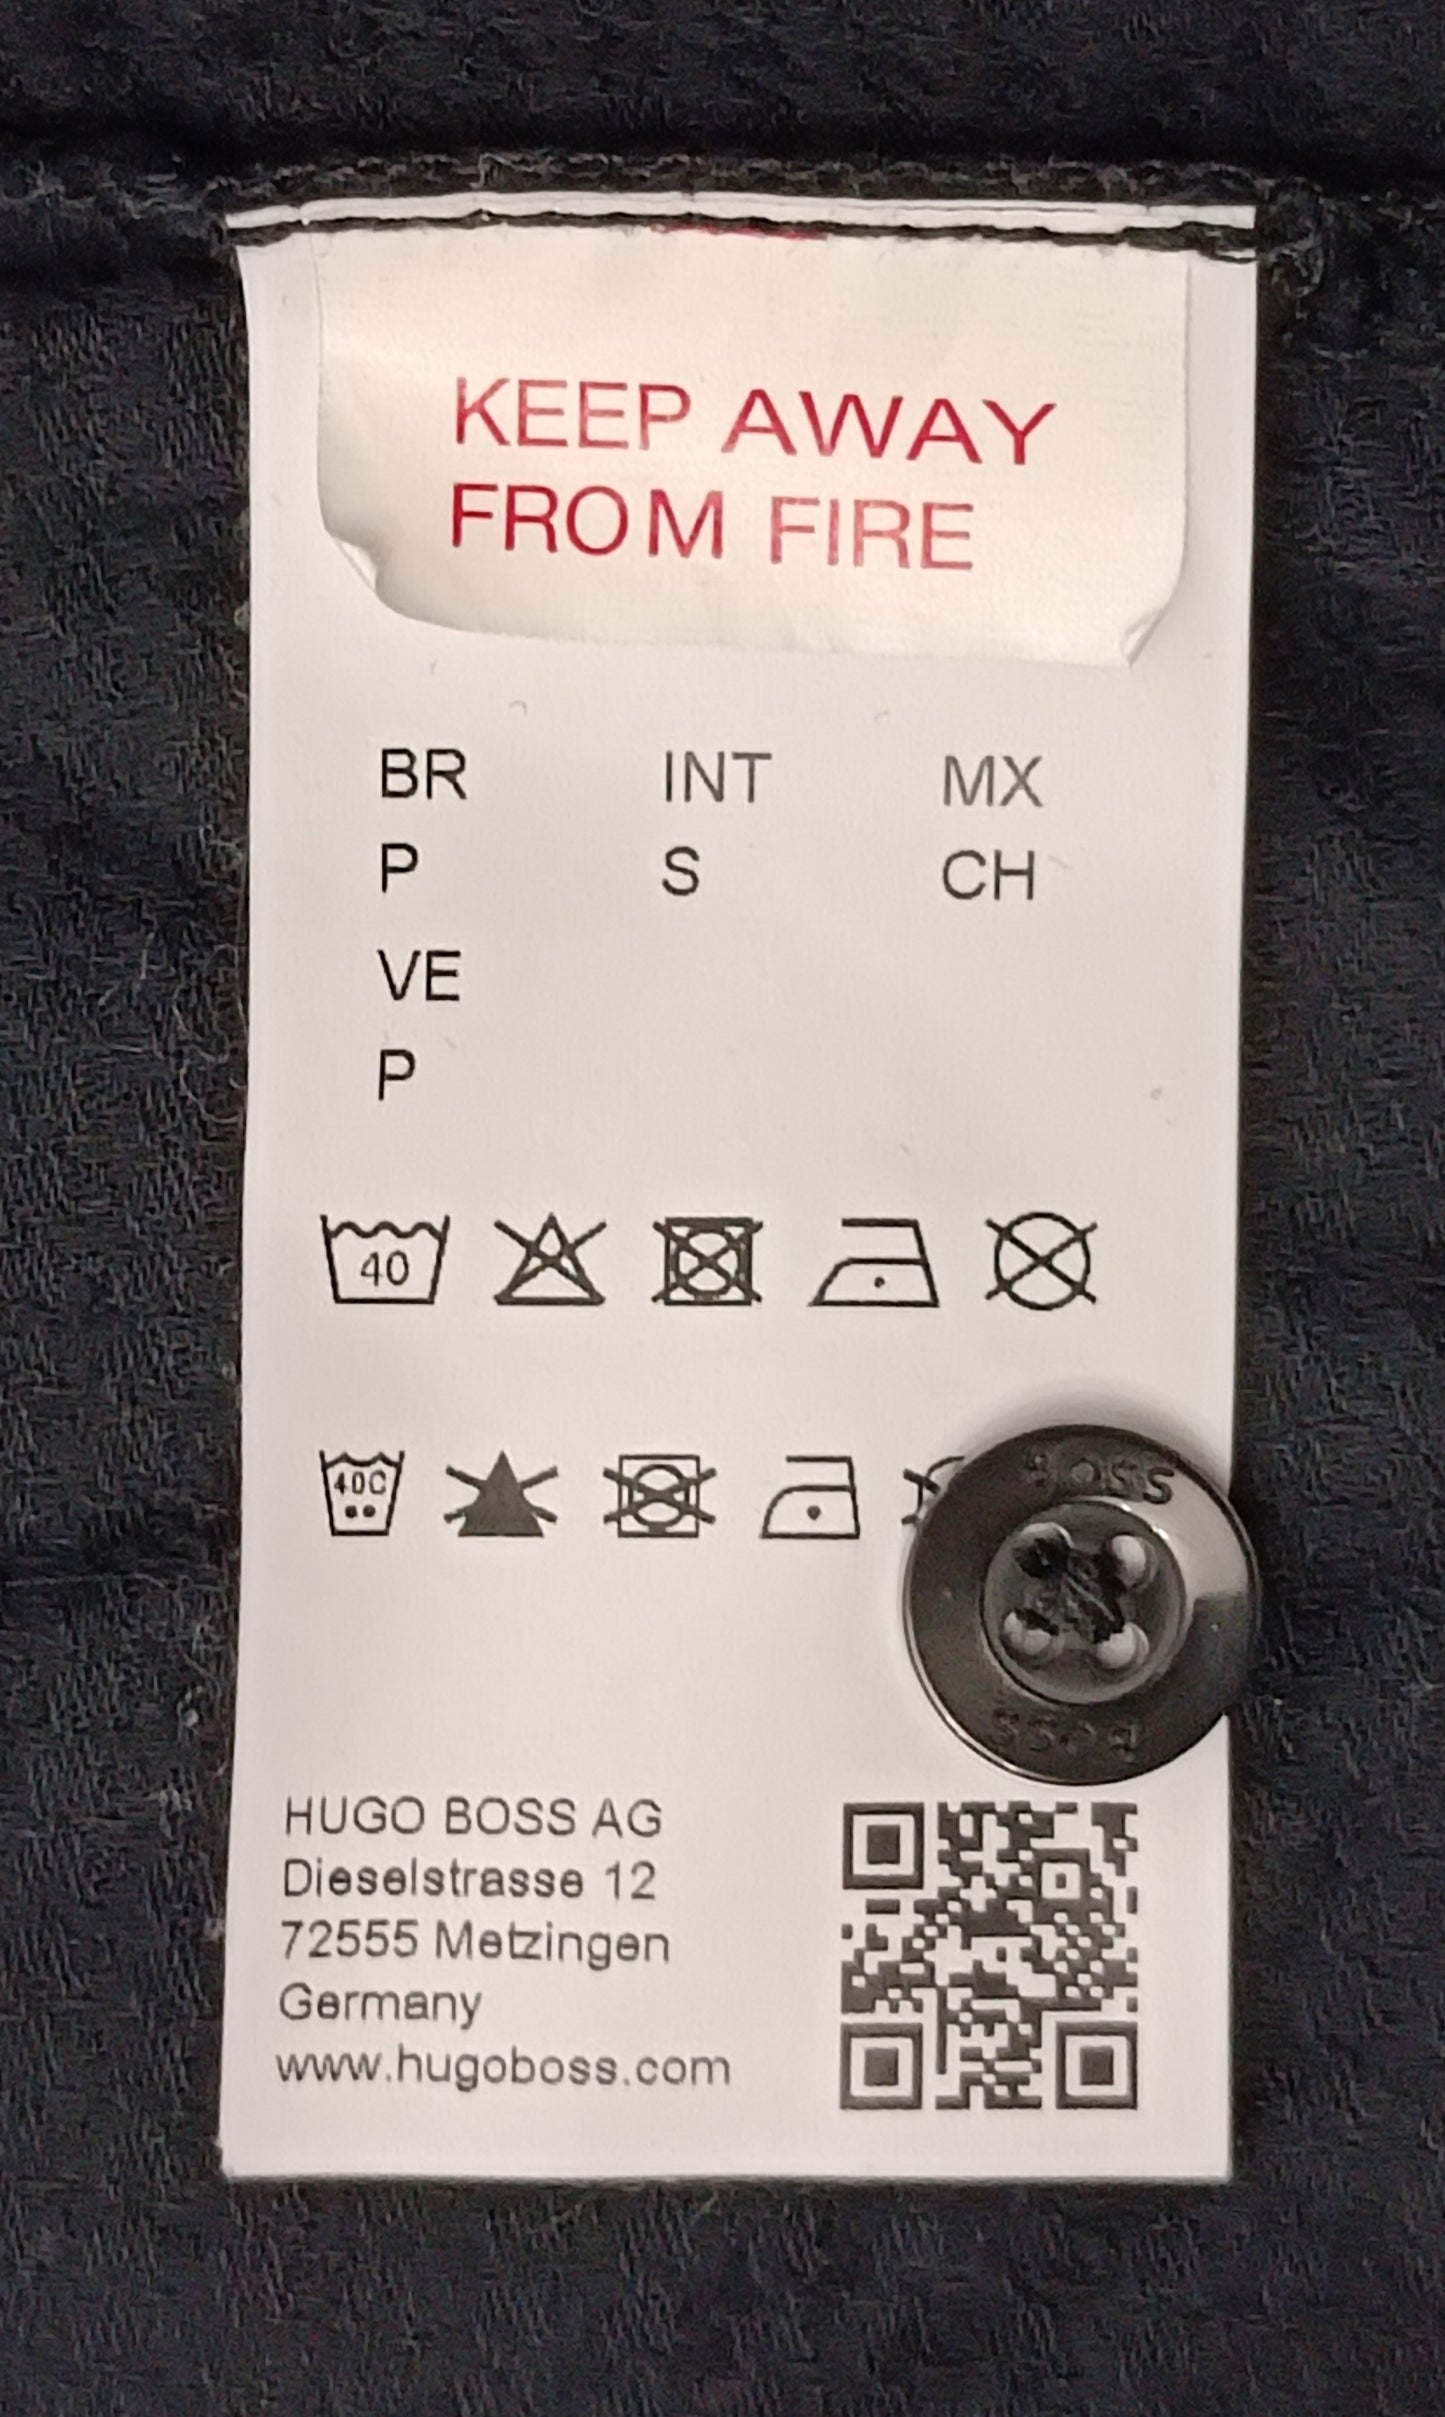 KEEP AWAY
FROM FIRE
BR INT MX
P S CH
VE
P
40
40C
BOSS
BOSS
HUGO BOSS AG
Dieselstrasse 12
72555 Metzingen
Germany
www.hugoboss.com